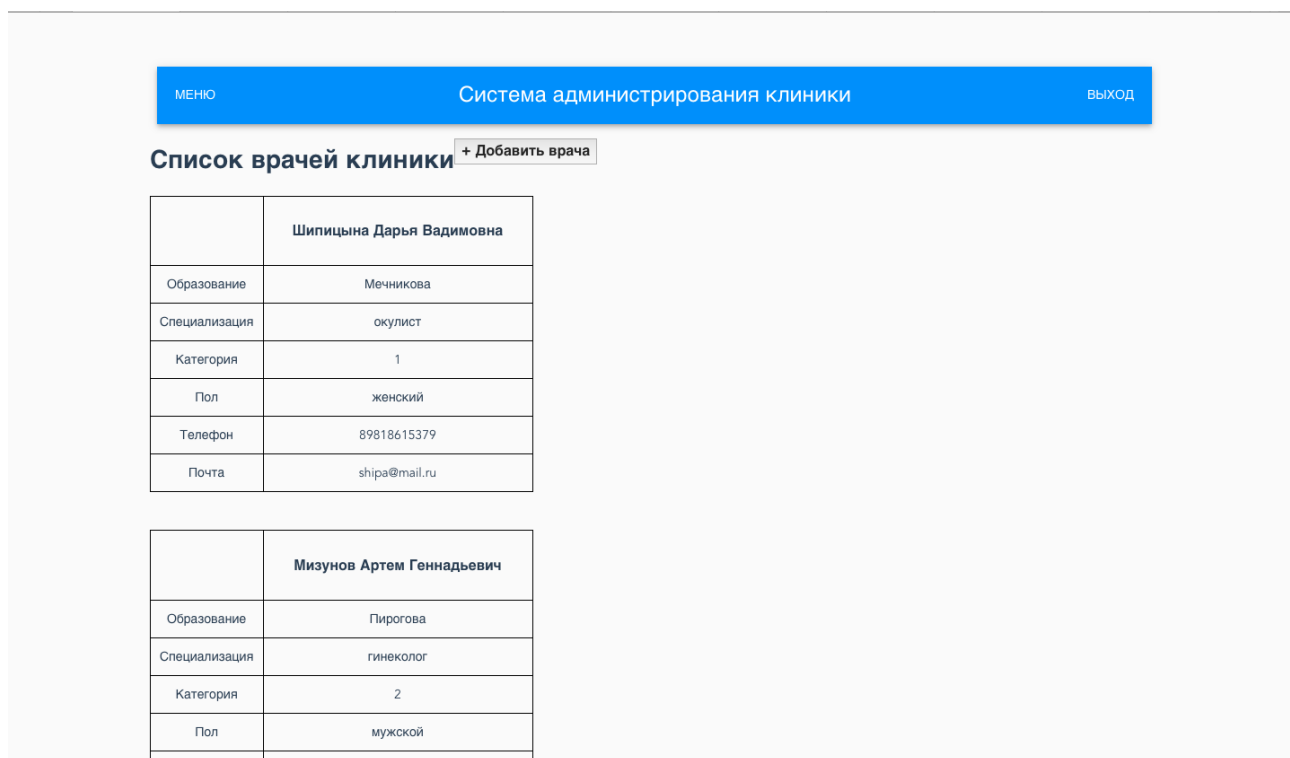 МЕНЮ Система администрирования клиники ВЫХОД
Список врачей клиники + Добавить врача
Шипицына Дарья Вадимовна
Образование Мечникова
Специализация окулист
Категория 1
Пол женский
Телефон 89818615379
Почта shipa@mail.ru
Мизунов Артем Геннадьевич
Образование Пирогова
Специализация гинеколог
Категория 2
Пол мужской